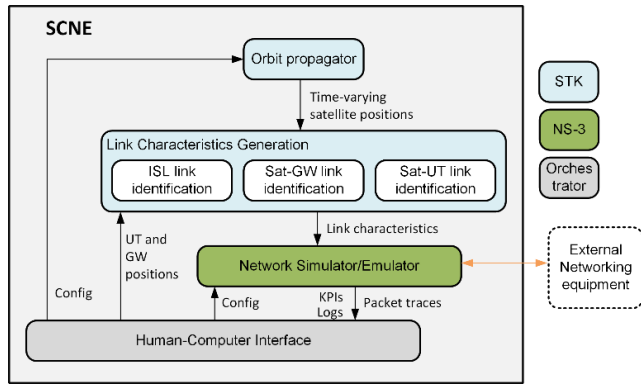 SCNE
Orbit propagator
Time-varying
satellite positions
Link Characteristics Generation
ISL link
identification
Sat-GW link
identification
Sat-UT link
identification
UT and
GW
positions
Link characteristics
Network Simulator/Emulator
Config
Config
KPIs
Logs
Packet traces
Human-Computer Interface
STK
NS-3
Orches
trator
External
Networking
equipment